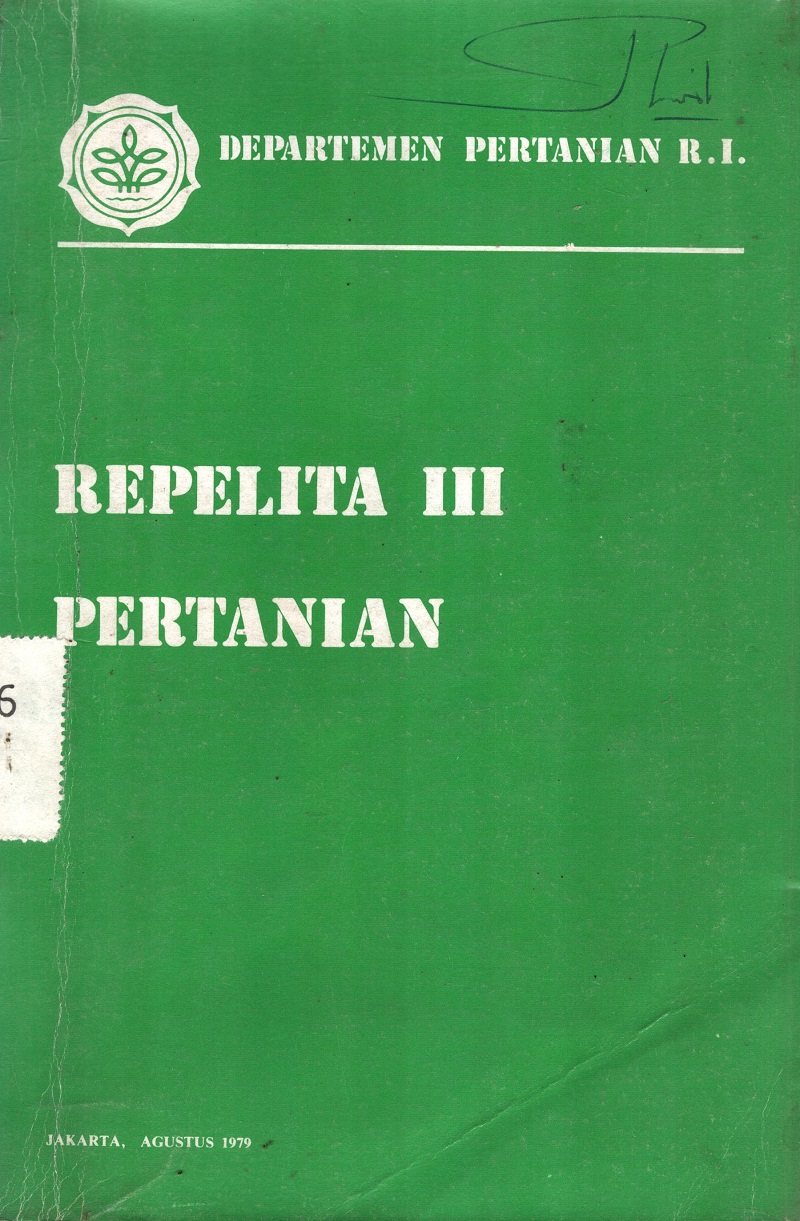 DEPARTEMEN PERTANIAN R.I.
REPELITA III
PERTANIAN
6
JAKARTA, AGUSTUS 1979